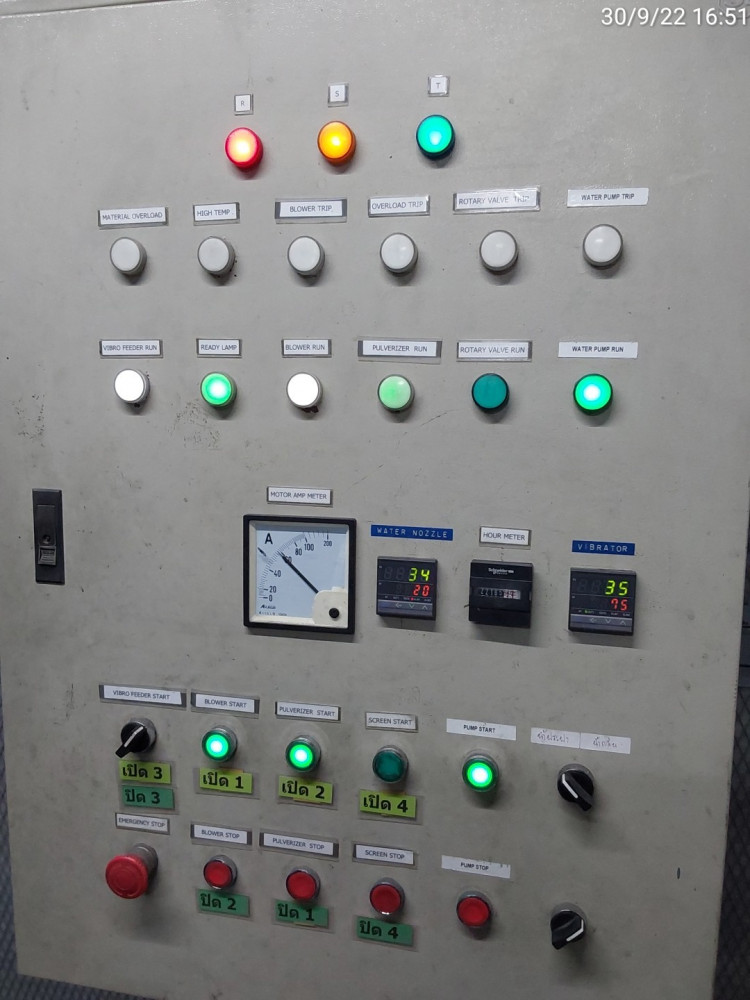 30/9/22 16:51
R
S
T
MATERIAL OVERLOAD
HIGH TEMP
BLOWER TRIP
OVERLOAD TRIP
ROTARY VALVE TRIP
WATER PUMP TRIP
VIBRO FEEDER RUN
READY LAMP
BLOWER RUN
PULVERIZER RUN
ROTARY VALVE RUN
WATER PUMP RUN
MOTOR AMP METER
WATER NOZZLE
HOUR METER
VIBRATOR
A
0
20
40
80
100
200
34
20
Schneider
35
75
VIBRO FEEDER START
BLOWER START
PULVERIZER START
SCREEN START
PUMP START
เปิด 3
ปิด 3
เปิด 1
เปิด 2
เปิด 4
EMERGENCY STOP
BLOWER STOP
PULVERIZER STOP
SCREEN STOP
PUMP STOP
ปิด 2
ปิด 1
ปิด 4